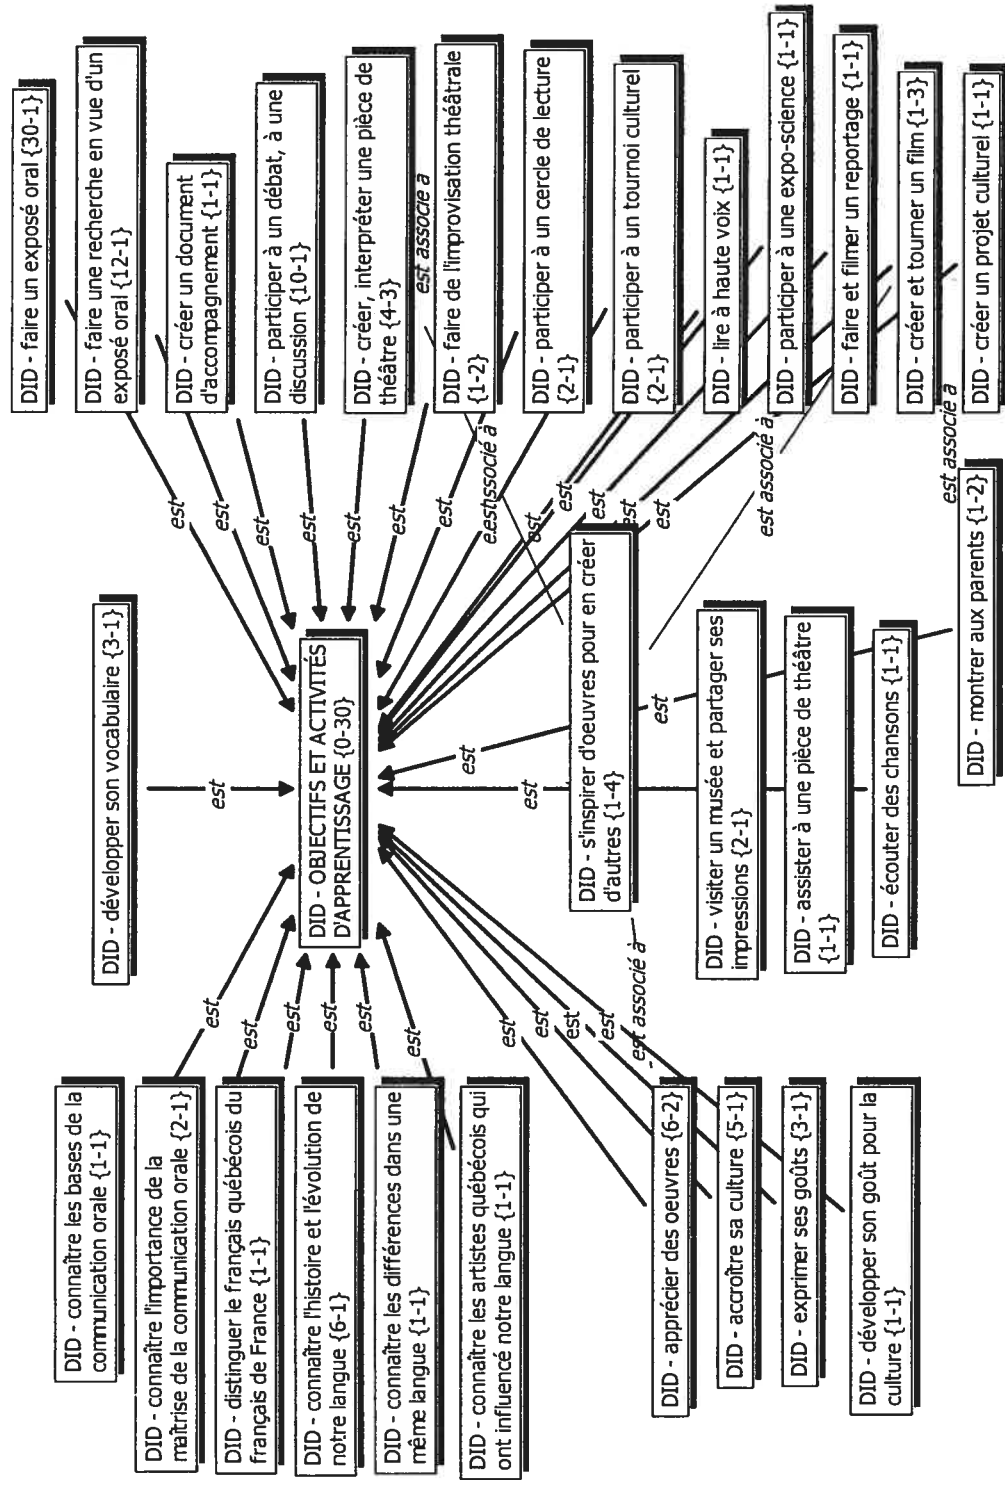 DID - connaître les bases de la
communication orale {1-1}
DID - connaître l'importance de la
maîtrise de la communication orale {2-1}
DID - distinguer le français québécois du
français de France {1-1}
DID - connaître l'histoire et l'évolution de
notre langue {6-1}
DID - connaître les différences dans une
même langue {1-1}
DID - connaître les artistes québécois qui
ont influencé notre langue {1-1}
DID - apprécier des oeuvres {6-2}
DID - accroître sa culture {5-1}
DID - exprimer ses goûts {3-1}
DID - développer son goût pour la
culture {1-1}
est
est
est
est
est
est
est
est
est
est
est associé à
DID - développer son vocabulaire {3-1}
est
DID - OBJECTIFS ET ACTIVITÉS
D'APPRENTISSAGE {0-30}
est
est
est
DID - s'inspirer d'oeuvres pour en créer
d'autres {1-4}
DID - visiter un musée et partager ses
impressions {2-1}
DID - assister à une pièce de théâtre
{1-1}
DID - écouter des chansons {1-1}
DID - montrer aux parents {1-2}
est
est
est
est
est
est
est
est
est
est
est
est
est
est associé à
est associé à
est associé à
est associé à
DID - faire un exposé oral {30-1}
DID - faire une recherche en vue d'un
exposé oral {12-1}
DID - créer un document
d'accompagnement {1-1}
DID - participer à un débat, à une
discussion {10-1}
DID - créer, interpréter une pièce de
théâtre {4-3}
DID - faire de l'improvisation théâtrale
{1-2}
DID - participer à un cercle de lecture
{2-1}
DID - participer à un tournoi culturel
{2-1}
DID - lire à haute voix {1-1}
DID - participer à une expo-science {1-1}
DID - faire et filmer un reportage {1-1}
DID - créer et tourner un film {1-3}
DID - créer un projet culturel {1-1}